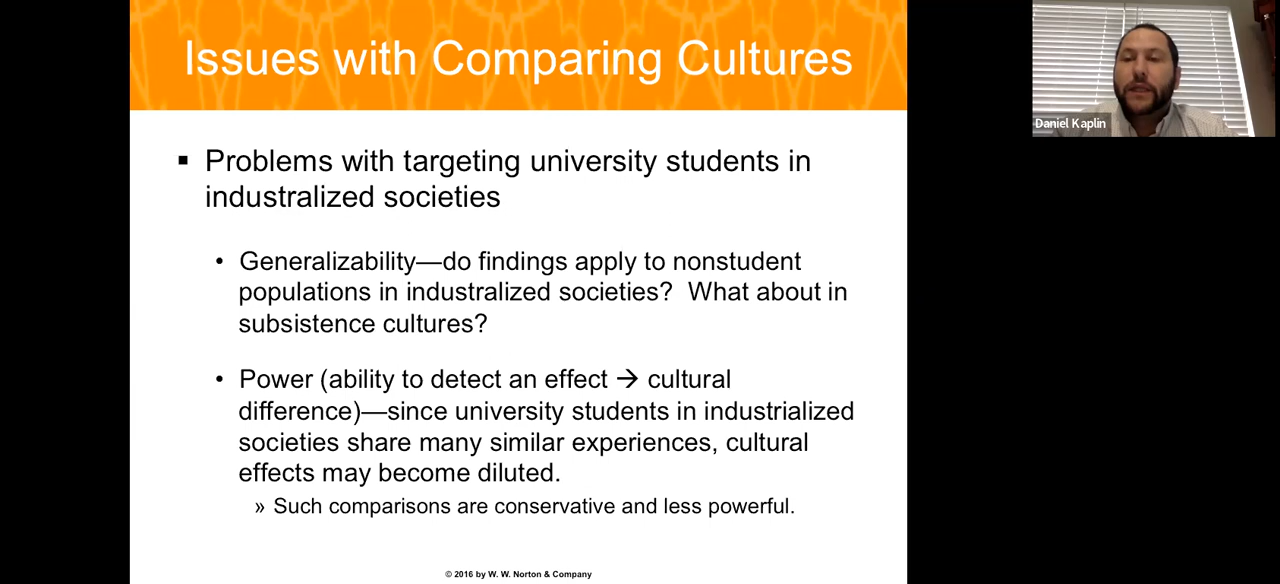 Issues with Comparing Cultures
Daniel Kaplin
▪ Problems with targeting university students in
industralized societies
• Generalizability—do findings apply to nonstudent
populations in industralized societies? What about in
subsistence cultures?
• Power (ability to detect an effect → cultural
difference)—since university students in industrialized
societies share many similar experiences, cultural
effects may become diluted.
» Such comparisons are conservative and less powerful.
© 2016 by W. W. Norton & Company